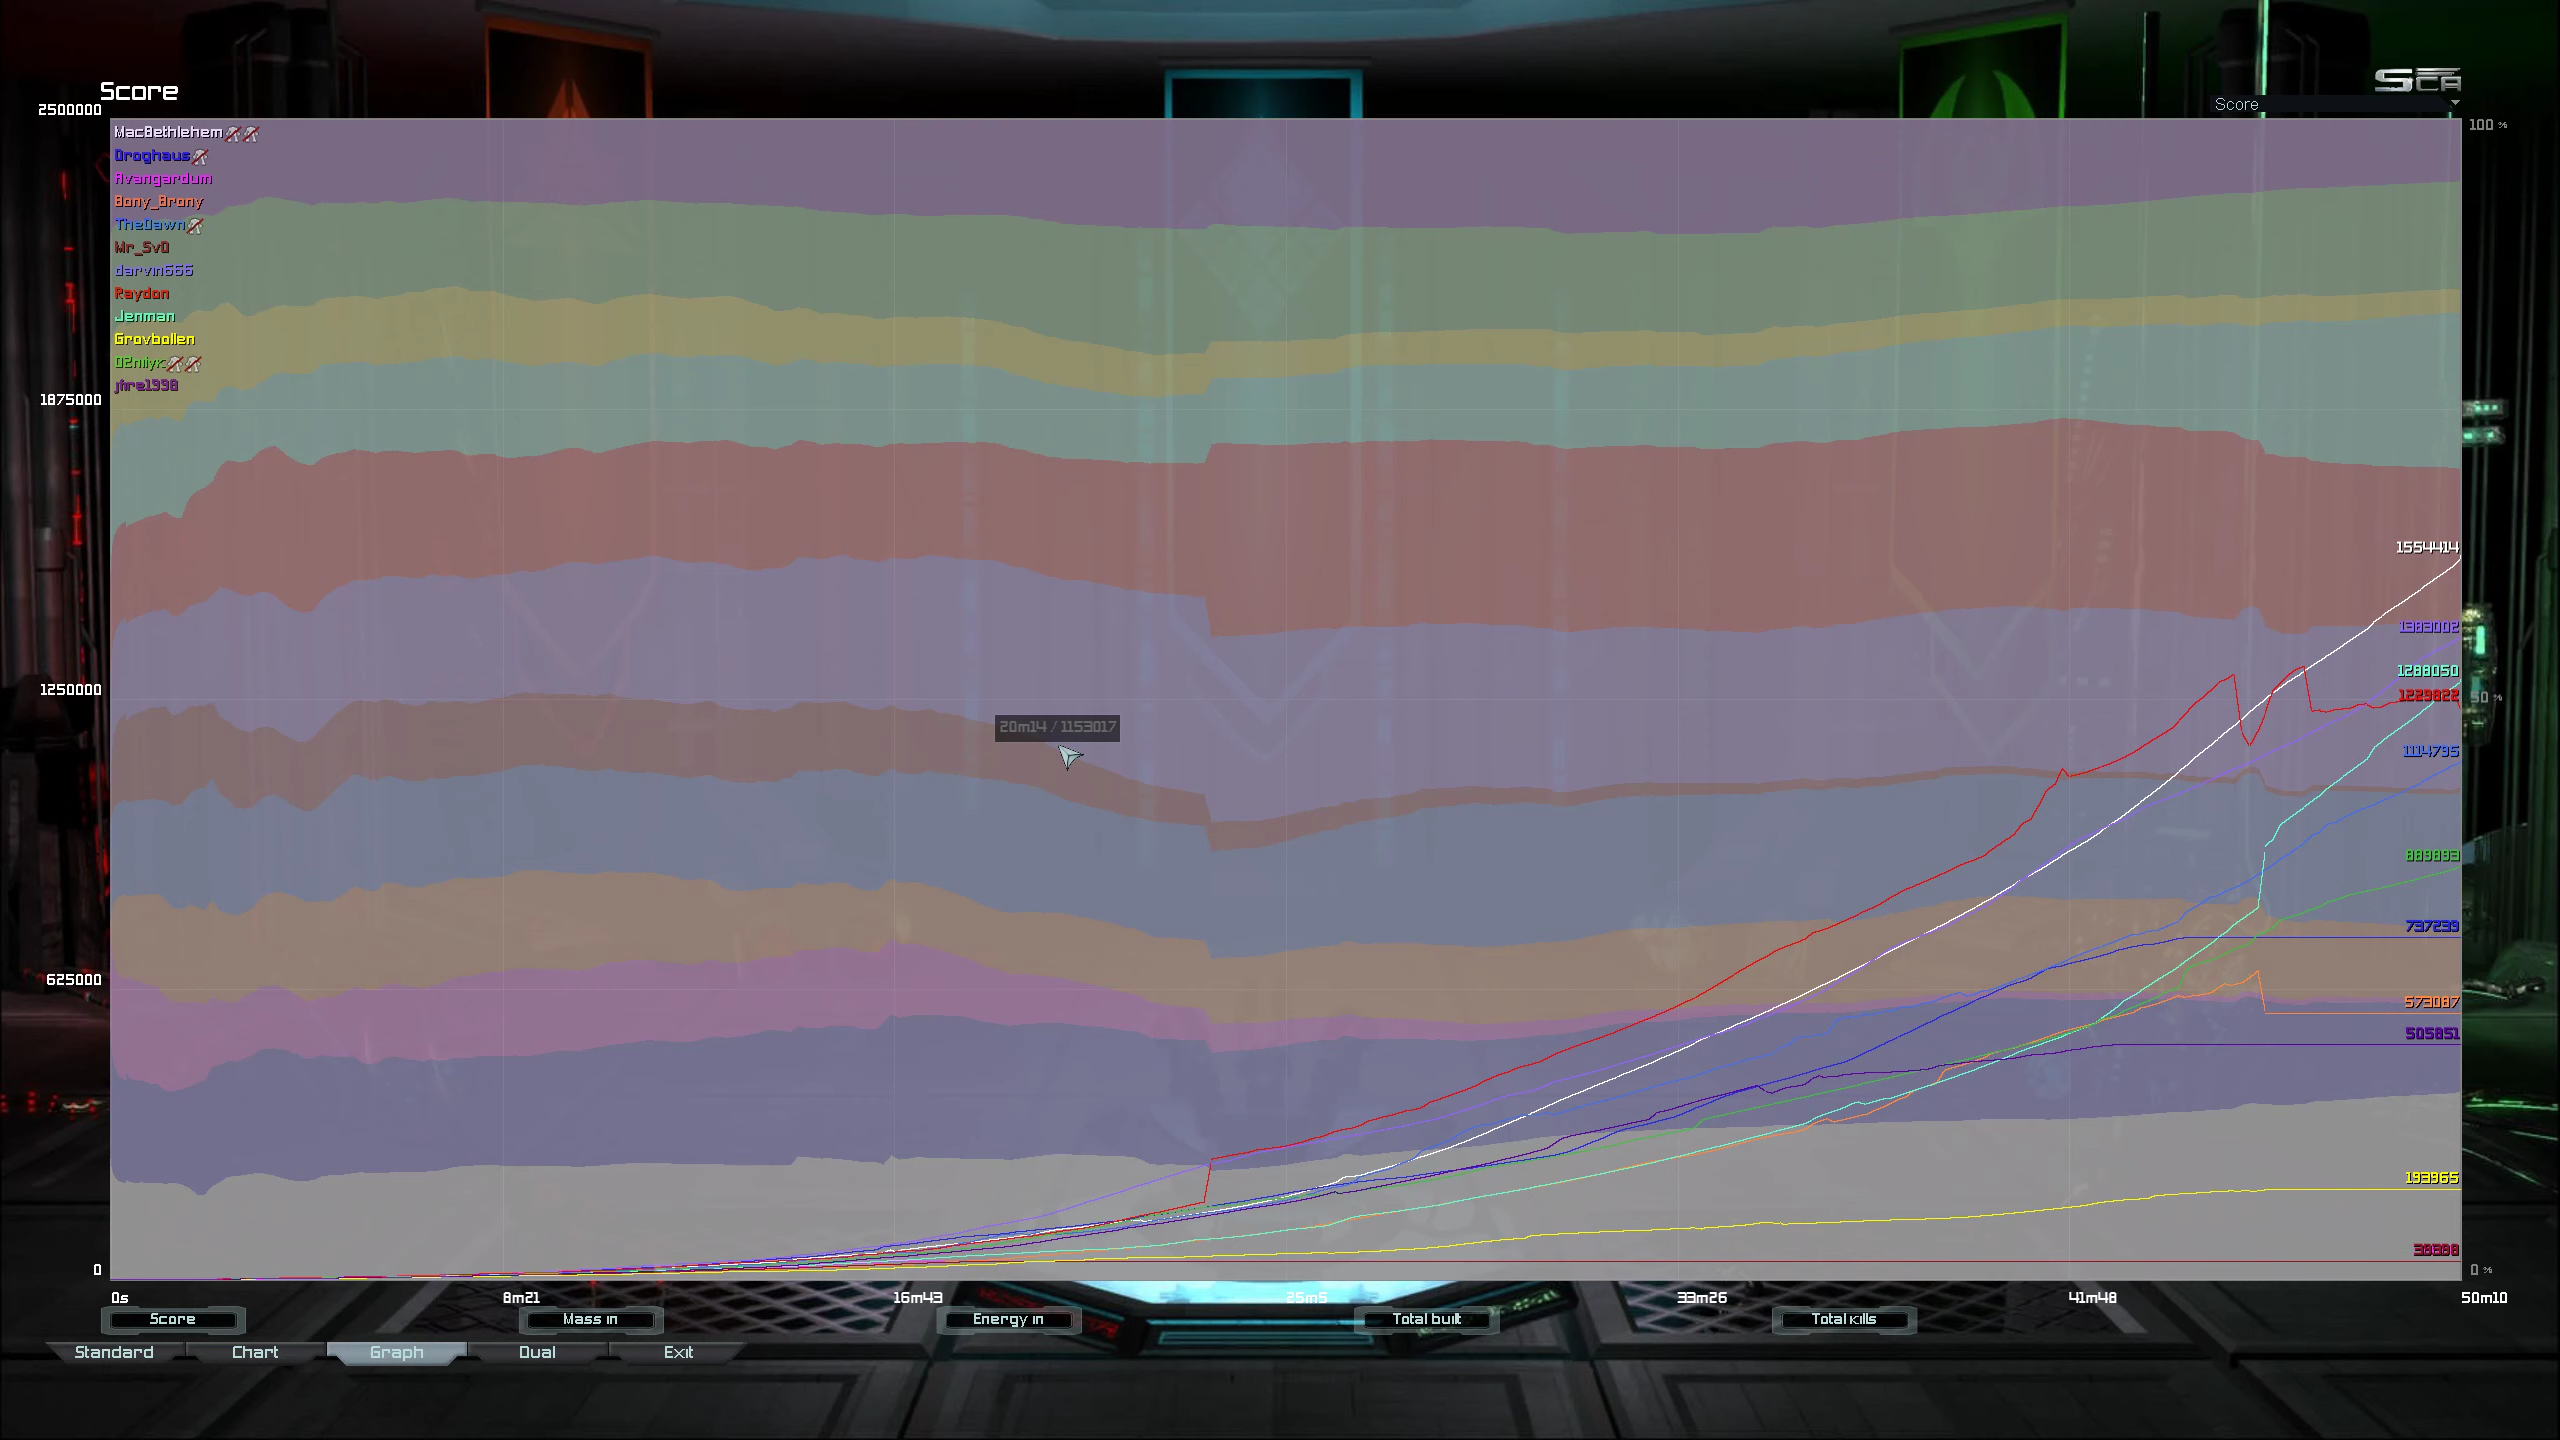 Score
SCA
Score
2500000
100 %
MacBethlehem
Droghaus
Avangardum
Bony_Brony
TheDawn
Mr_SvD
darvin666
Raydon
Jenman
Grovbollen
jfire1998
1875000
1554414
1383002
1288050
1229822
1250000
50 %
20m14 / 1153017
1114795
889893
737239
625000
573087
505851
193965
0
0 %
0s
8m21
16m43
25m5
33m26
41m48
50m10
Score
Mass in
Energy in
Total built
Total kills
Standard
Chart
Graph
Dual
Exit